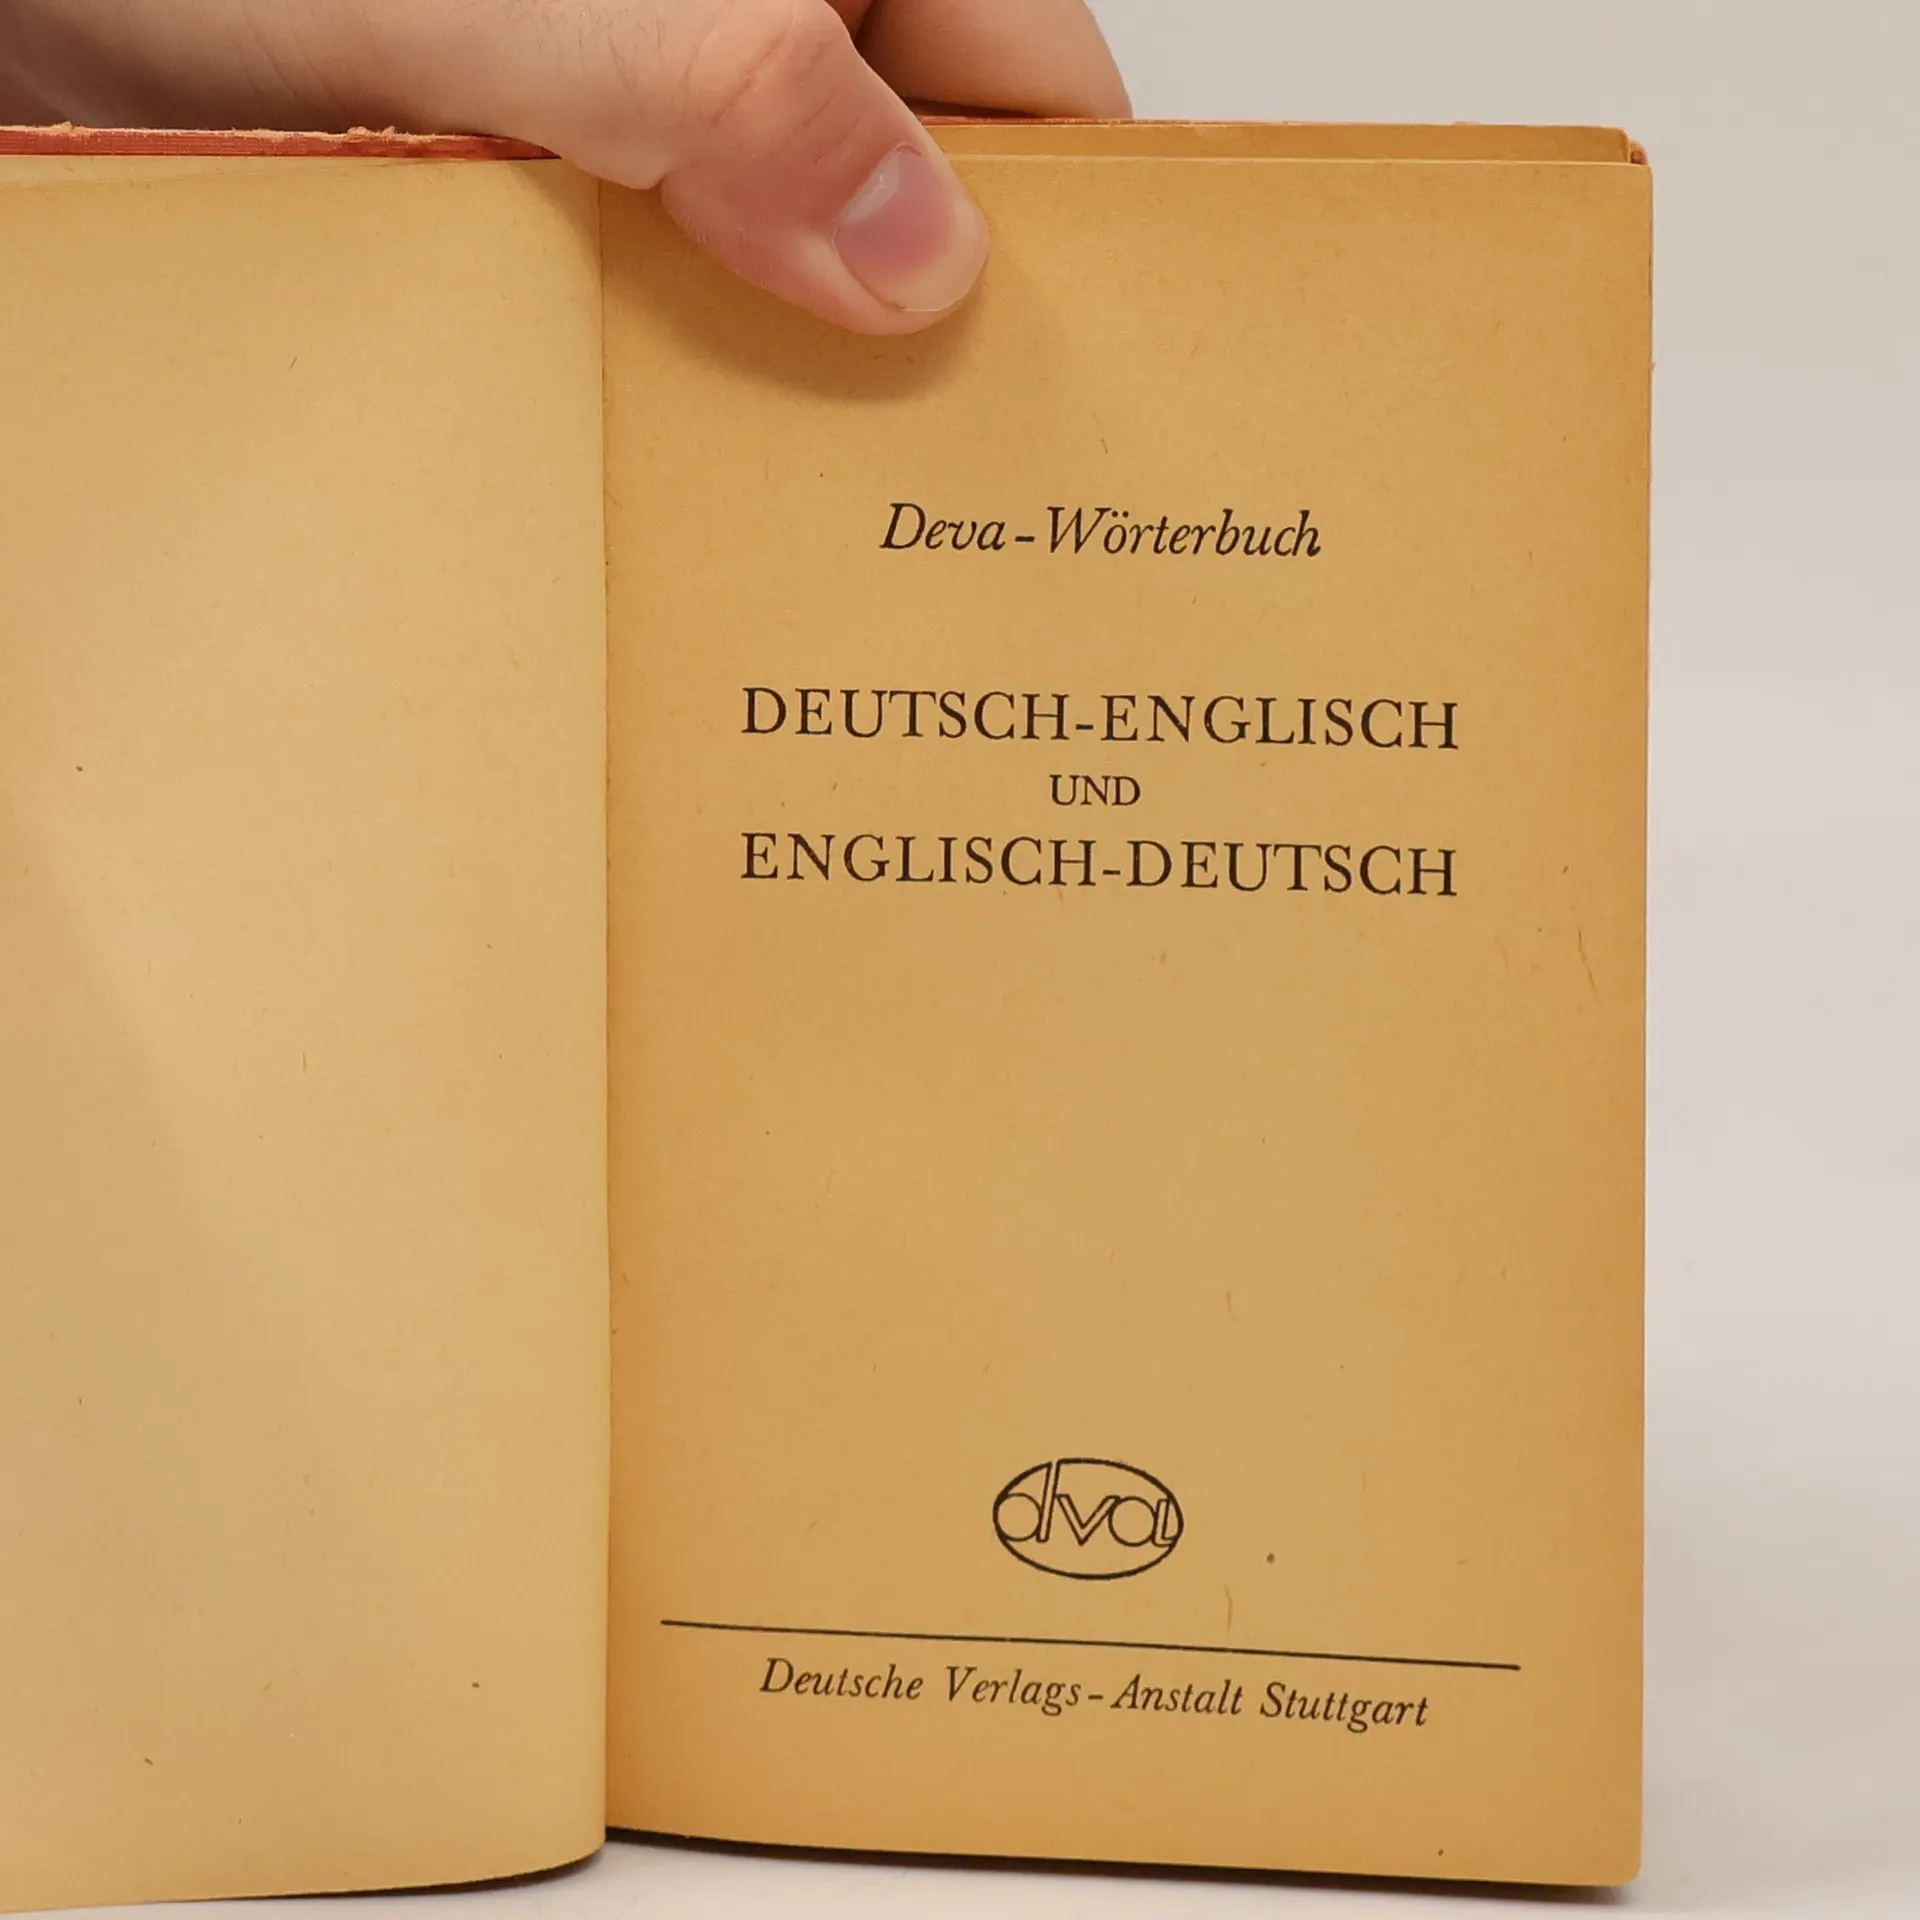 Deva-Wörterbuch
DEUTSCH-ENGLISCH
UND
ENGLISCH-DEUTSCH
dva
Deutsche Verlags-Anstalt Stuttgart